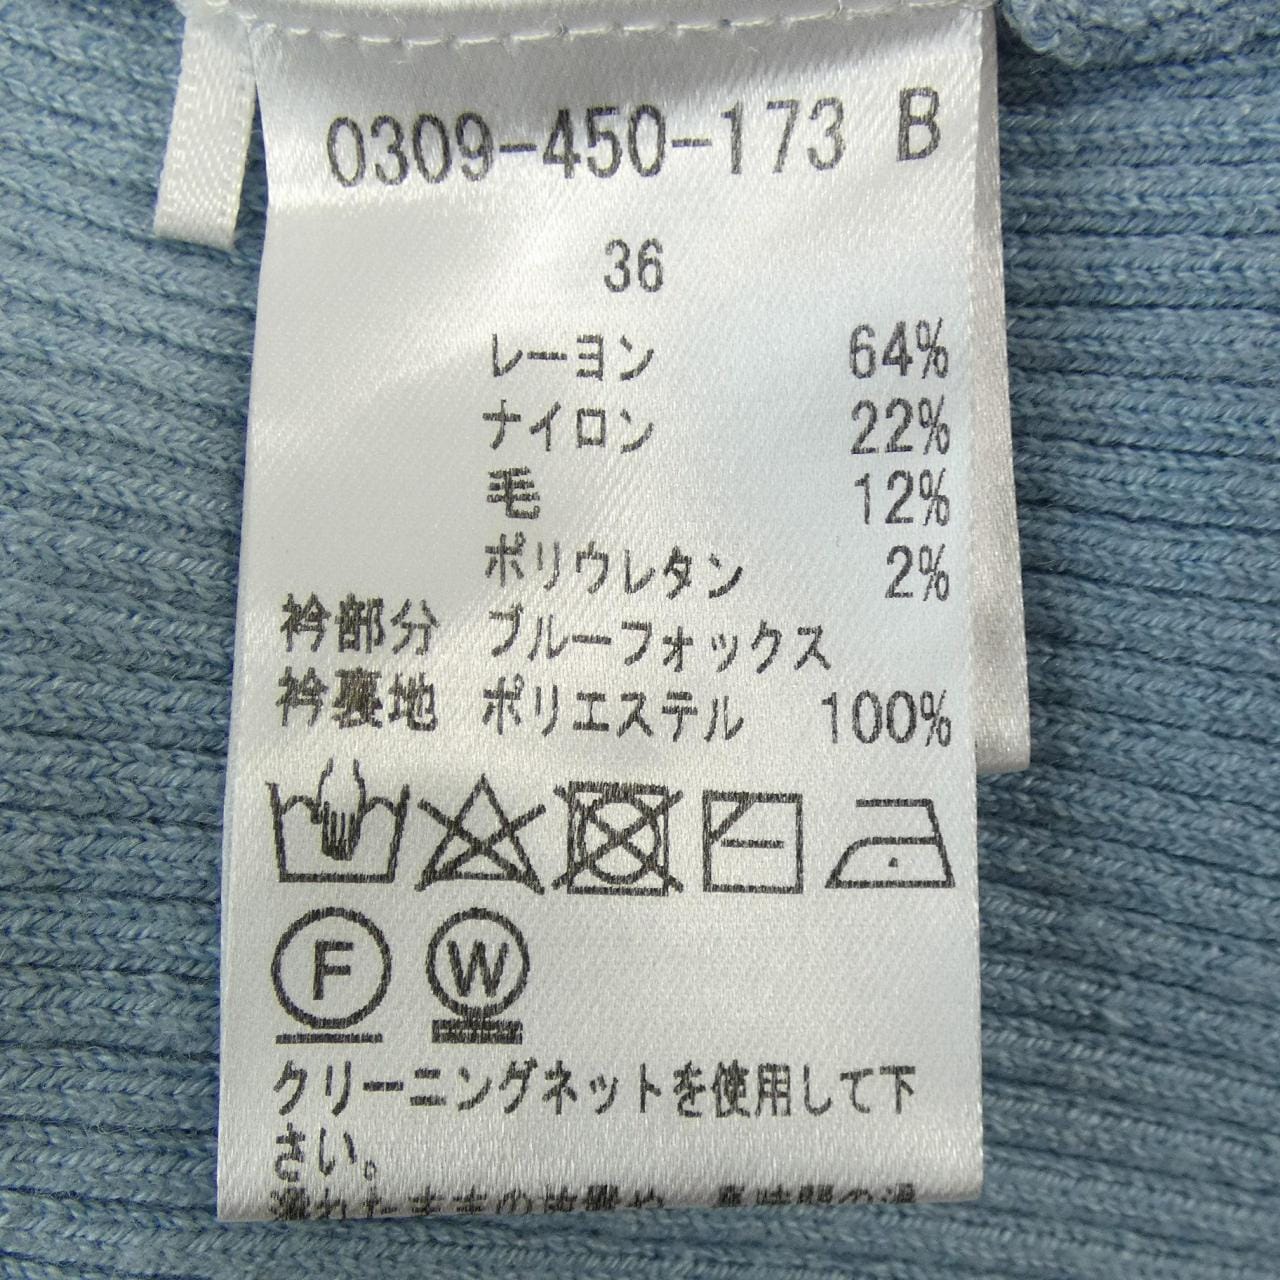 0309-450-173 B
36
レーヨン 64%
ナイロン 22%
毛 12%
ポリウレタン 2%
衿部分 ブルーフォックス
衿裏地 ポリエステル 100%
F W
クリーニングネットを使用して下
さい。